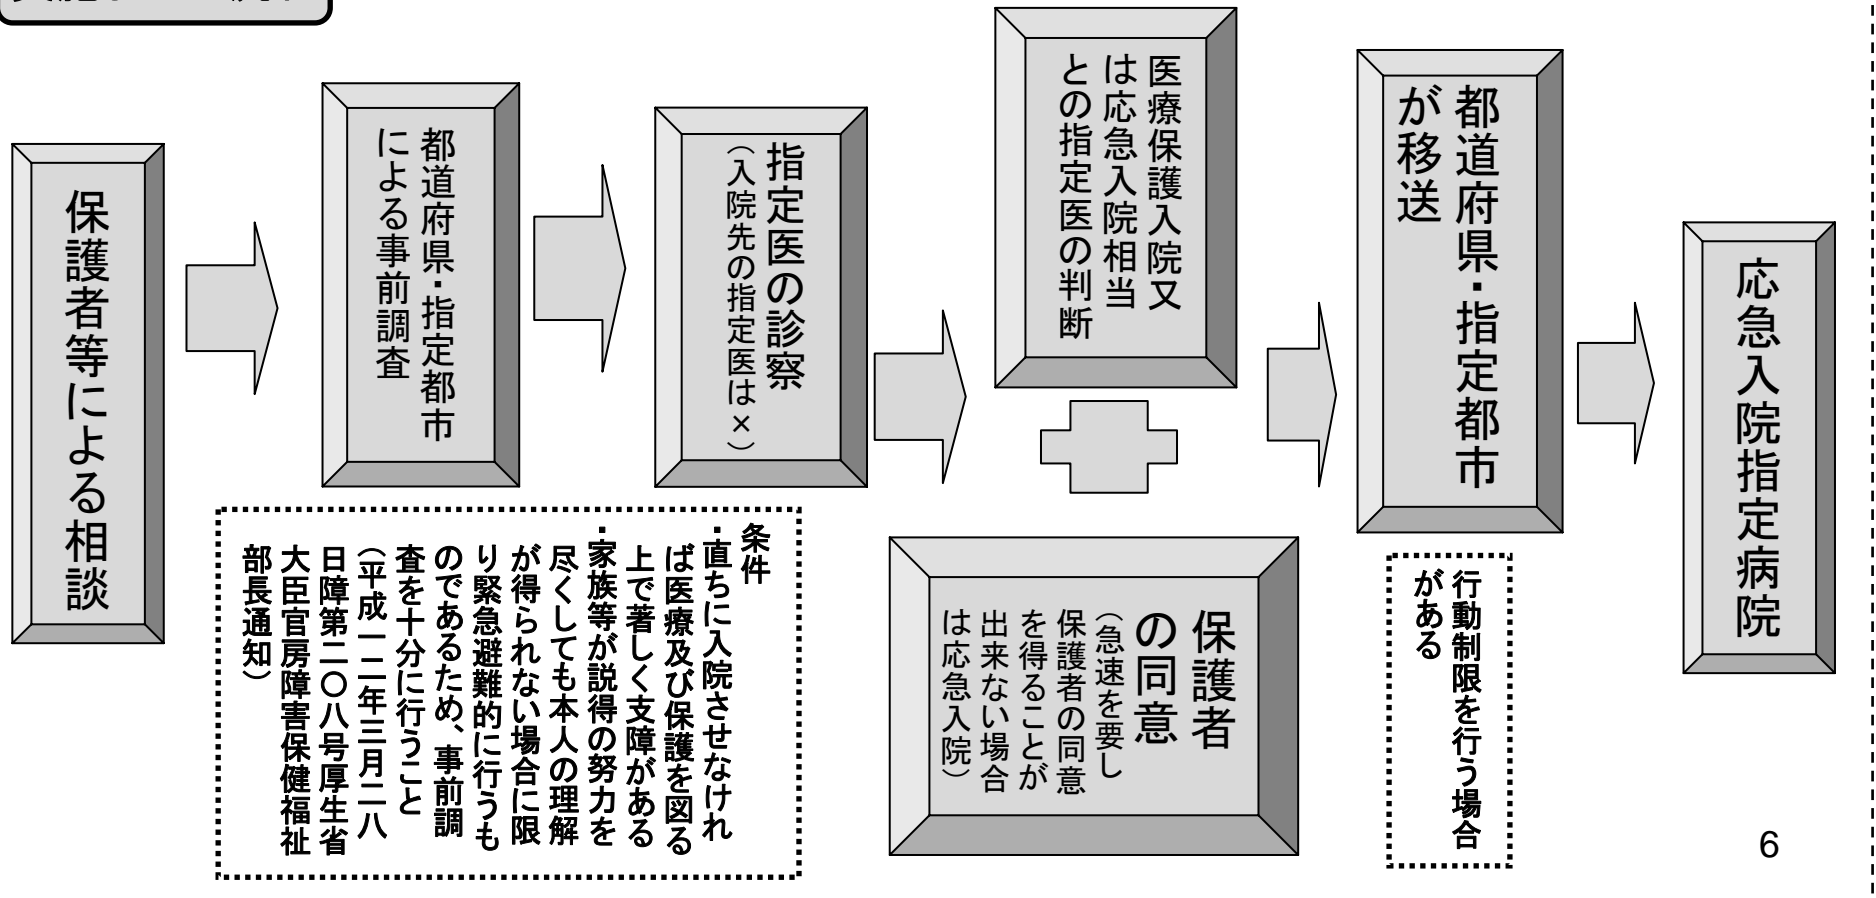 保護者等による相談
都道府県・指定都市
による事前調査
指定医の診察
（入院先の指定医は×）
医療保護入院又
は応急入院相当
との指定医の判断
保護者
の同意
（急速を要し
保護者の同意
を得ることが
出来ない場合
は応急入院）
都道府県・指定都市
が移送
応急入院指定病院
条件
・直ちに入院させなけれ
ば医療及び保護を図る
上で著しく支障がある
・家族等が説得の努力を
尽くしても本人の理解
が得られない場合に限
り緊急避難的に行うも
のであるため、事前調
査を十分に行うこと
（平成一二年三月二八
日障第二〇八号厚生省
大臣官房障害保健福祉
部長通知）
行動制限を行う場合
がある
6